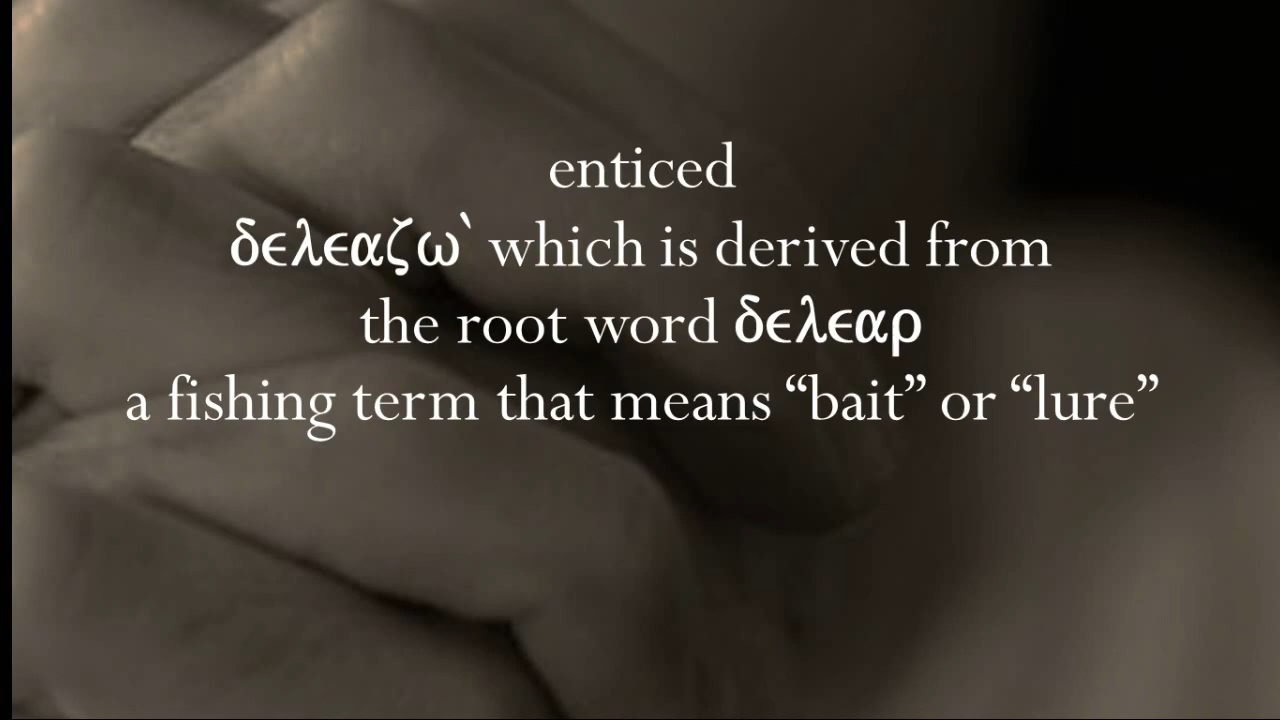 enticed
δελεαζω` which is derived from
the root word δελεαρ
a fishing term that means “bait” or “lure”